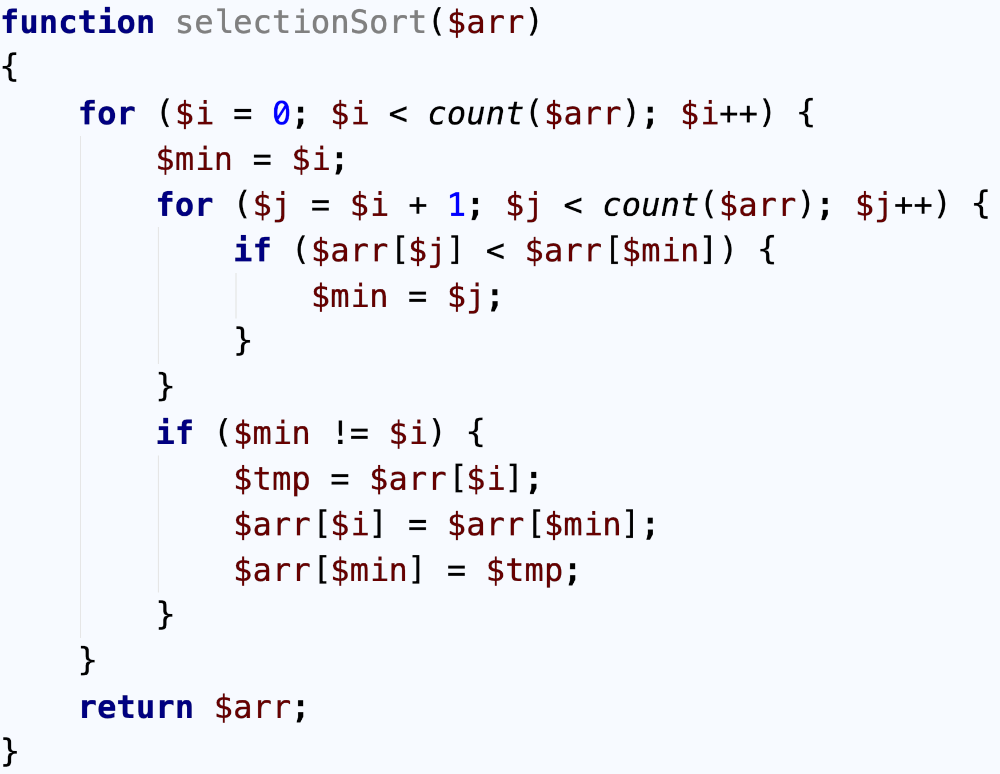 function selectionSort($arr)
{
    for ($i = 0; $i < count($arr); $i++) {
        $min = $i;
        for ($j = $i + 1; $j < count($arr); $j++) {
            if ($arr[$j] < $arr[$min]) {
                $min = $j;
            }
        }
        if ($min != $i) {
            $tmp = $arr[$i];
            $arr[$i] = $arr[$min];
            $arr[$min] = $tmp;
        }
    }
    return $arr;
}